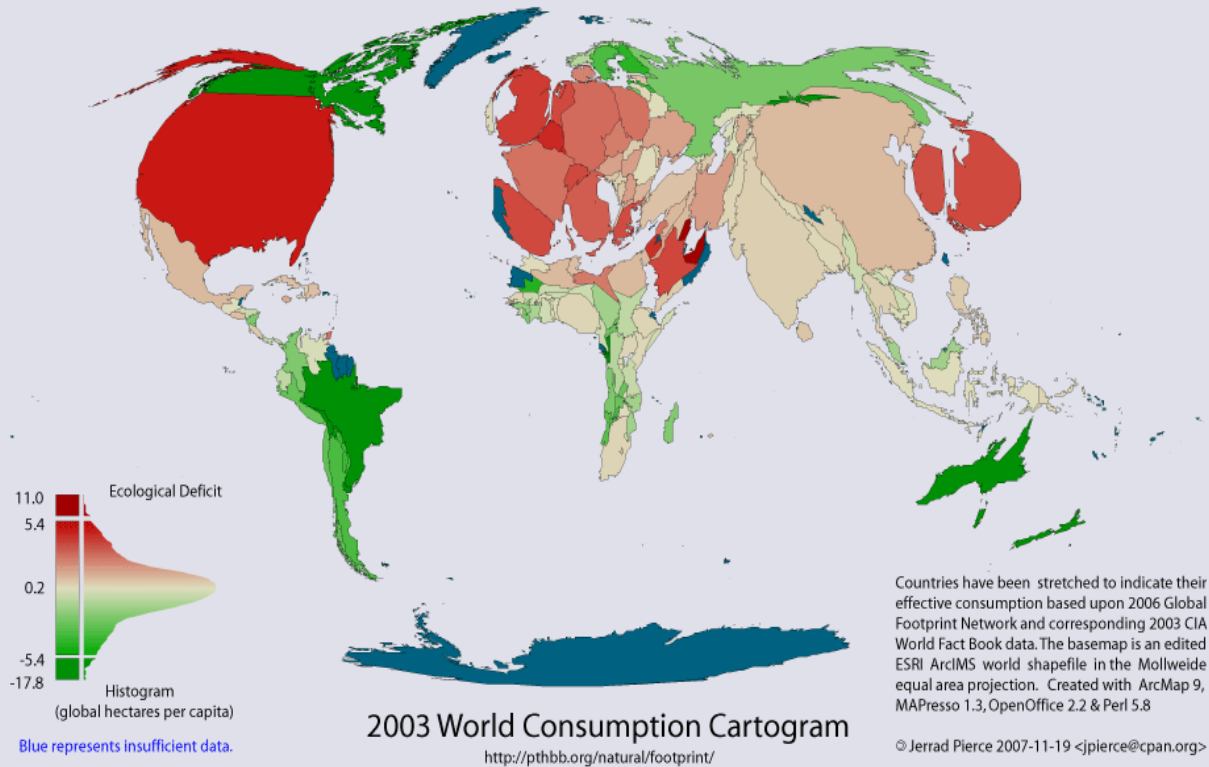 Ecological Deficit
11.0
5.4
0.2
-5.4
-17.8
Histogram
(global hectares per capita)
Blue represents insufficient data.
2003 World Consumption Cartogram
http://pthbb.org/natural/footprint/
Countries have been stretched to indicate their
effective consumption based upon 2006 Global
Footprint Network and corresponding 2003 CIA
World Fact Book data. The basemap is an edited
ESRI ArcIMS world shapefile in the Mollweide
equal area projection. Created with ArcMap 9,
MAPresso 1.3, OpenOffice 2.2 & Perl 5.8
© Jerrad Pierce 2007-11-19 <jpierce@cpan.org>